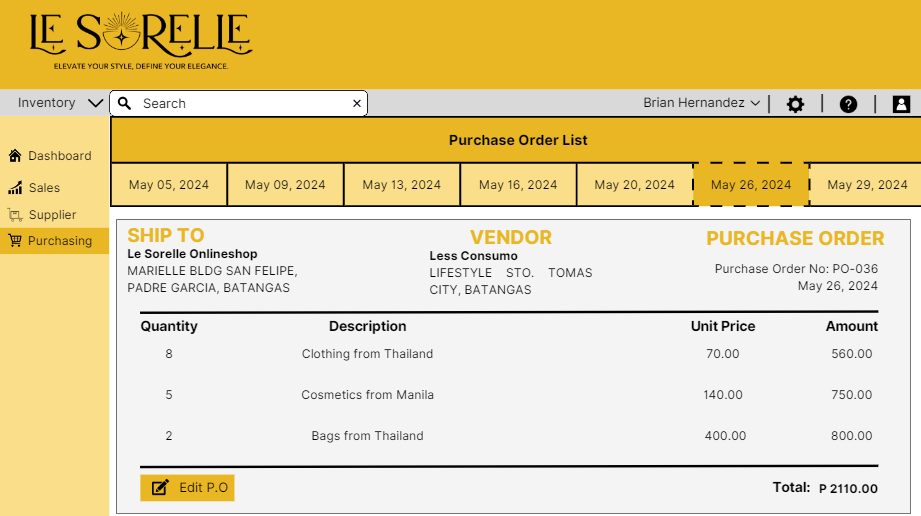 LE SORELLE
ELEVATE YOUR STYLE, DEFINE YOUR ELEGANCE.
Inventory
Search
×
Brian Hernandez
?
Dashboard
Sales
Supplier
Purchasing
Purchase Order List
May 05, 2024 May 09, 2024 May 13, 2024 May 16, 2024 May 20, 2024 May 26, 2024 May 29, 2024
SHIP TO
Le Sorelle Onlineshop
MARIELLE BLDG SAN FELIPE,
PADRE GARCIA, BATANGAS
VENDOR
Less Consumo
LIFESTYLE STO. TOMAS
CITY, BATANGAS
PURCHASE ORDER
Purchase Order No: PO-036
May 26, 2024
Quantity Description Unit Price Amount
8 Clothing from Thailand 70.00 560.00
5 Cosmetics from Manila 140.00 750.00
2 Bags from Thailand 400.00 800.00
Edit P.O
Total: P 2110.00